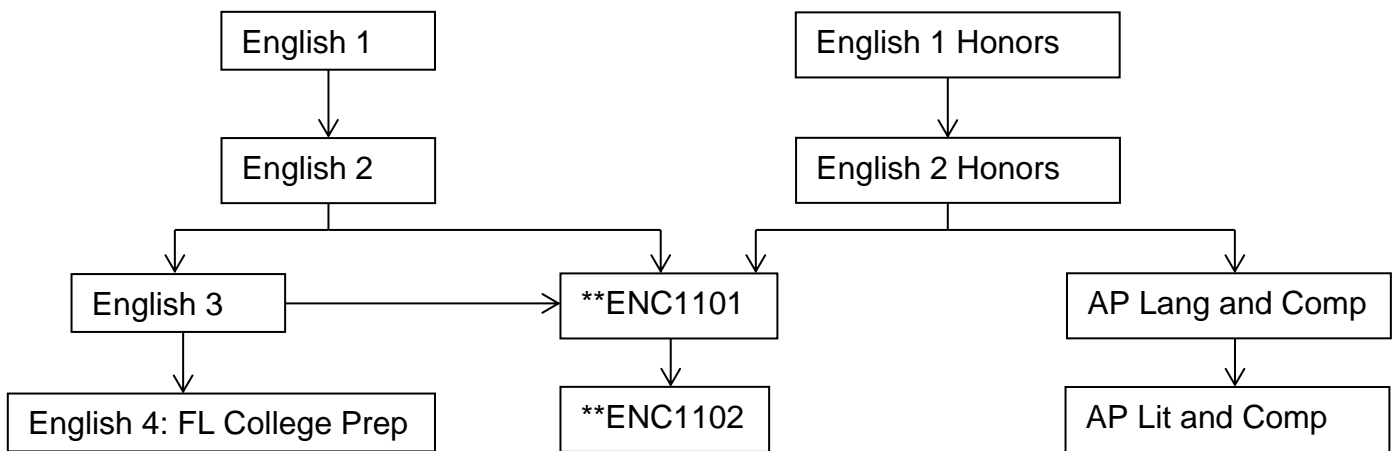 English 1
English 1 Honors
English 2
English 2 Honors
English 3
**ENC1101
AP Lang and Comp
English 4: FL College Prep
**ENC1102
AP Lit and Comp